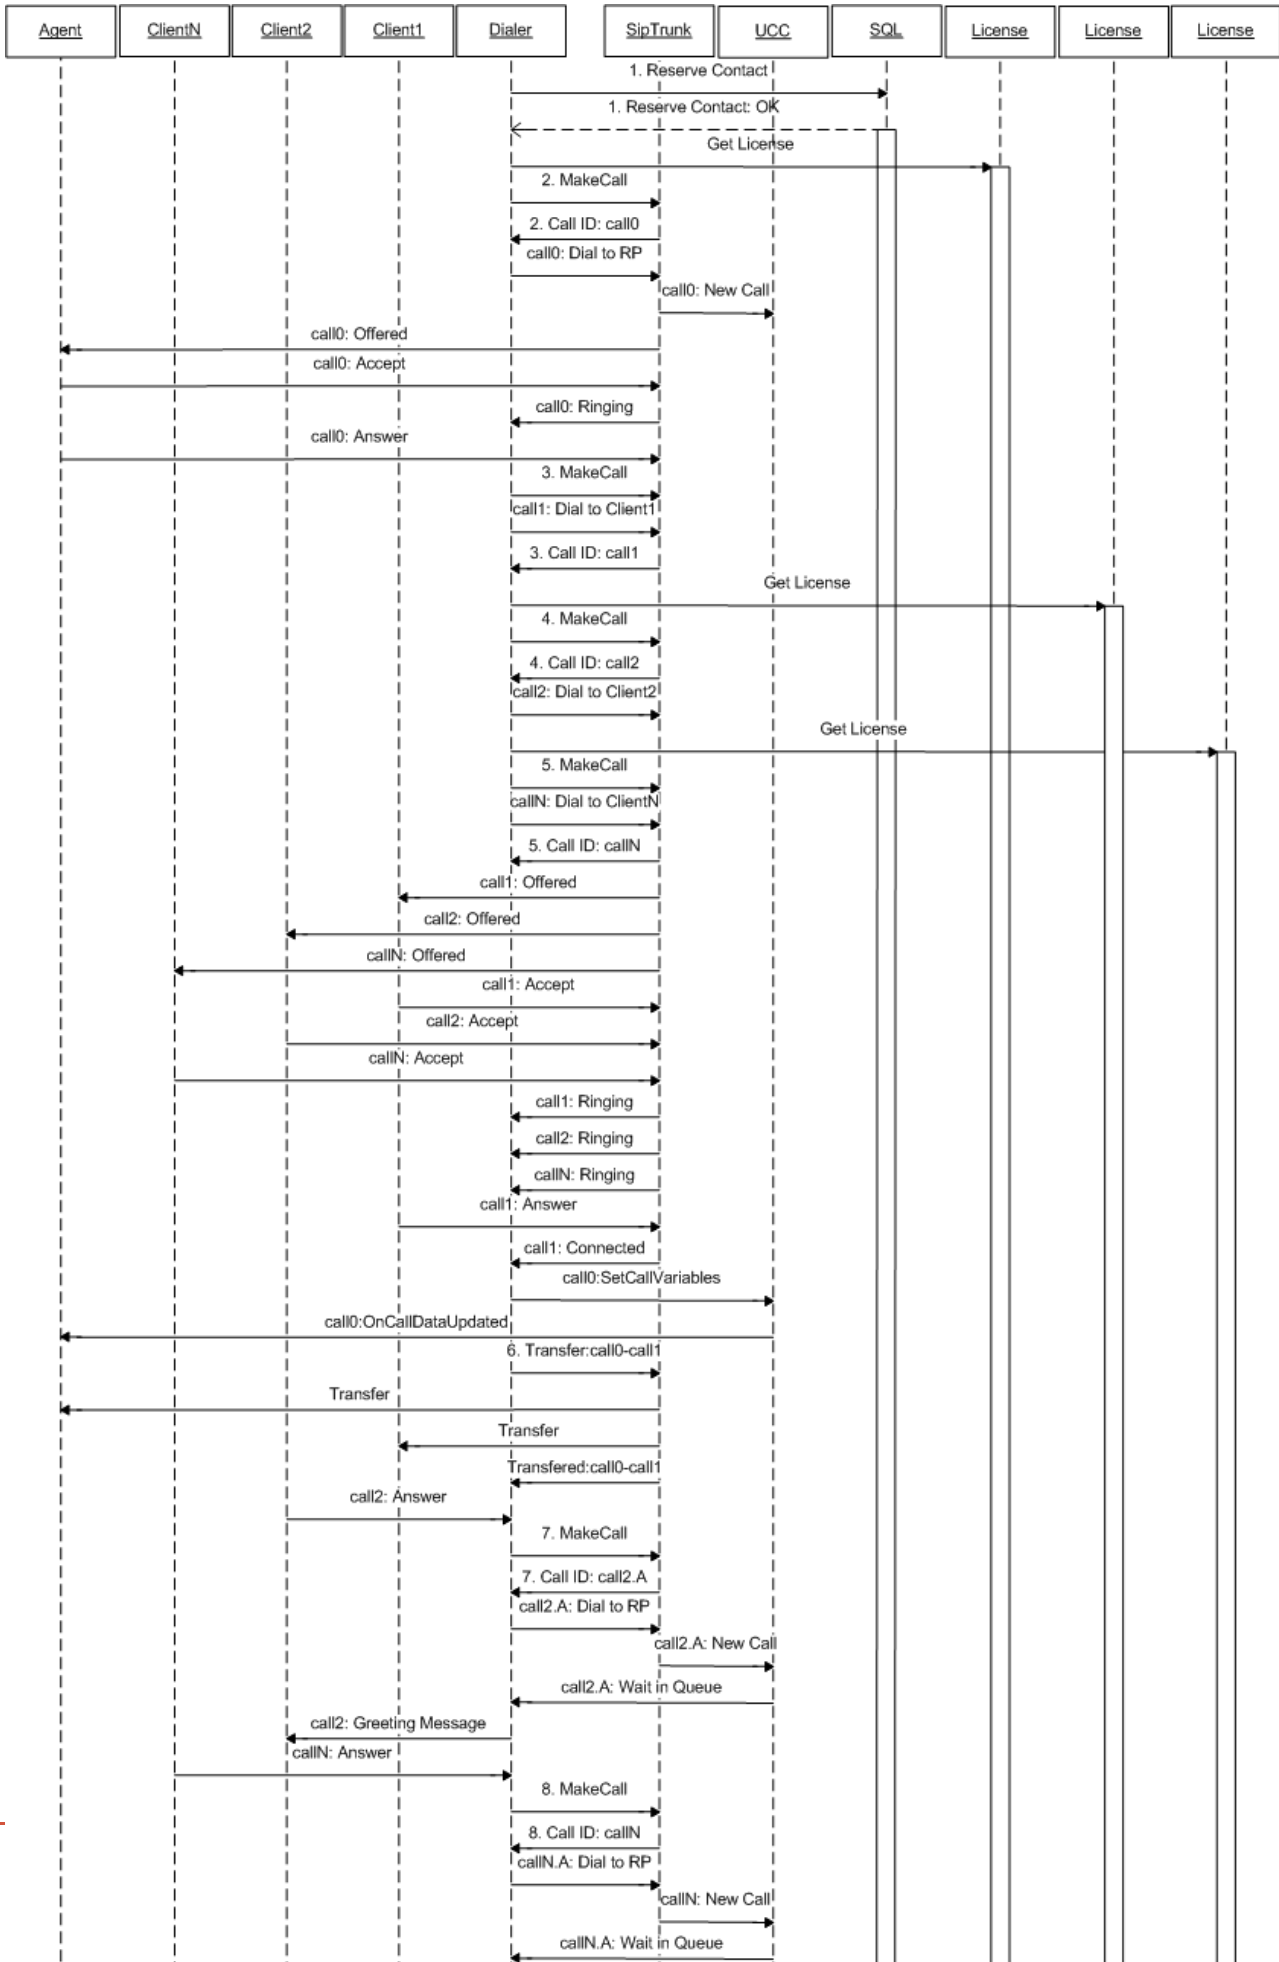 Agent
ClientN
Client2
Client1
Dialer
SipTrunk
UCC
SQL
License
License
License
1. Reserve Contact
1. Reserve Contact: OK
Get License
2. MakeCall
2. Call ID: call0
call0: Dial to RP
call0: New Call
call0: Offered
call0: Accept
call0: Ringing
call0: Answer
3. MakeCall
call1: Dial to Client1
3. Call ID: call1
Get License
4. MakeCall
4. Call ID: call2
call2: Dial to Client2
Get License
5. MakeCall
callN: Dial to ClientN
5. Call ID: callN
call1: Offered
call2: Offered
callN: Offered
call1: Accept
call2: Accept
callN: Accept
call1: Ringing
call2: Ringing
callN: Ringing
call1: Answer
call1: Connected
call0:SetCallVariables
call0:OnCallDataUpdated
6. Transfer:call0-call1
Transfer
Transfer
Transfered:call0-call1
call2: Answer
7. MakeCall
7. Call ID: call2.A
call2.A: Dial to RP
call2.A: New Call
call2.A: Wait in Queue
call2: Greeting Message
callN: Answer
8. MakeCall
8. Call ID: callN
callN.A: Dial to RP
callN: New Call
callN.A: Wait in Queue